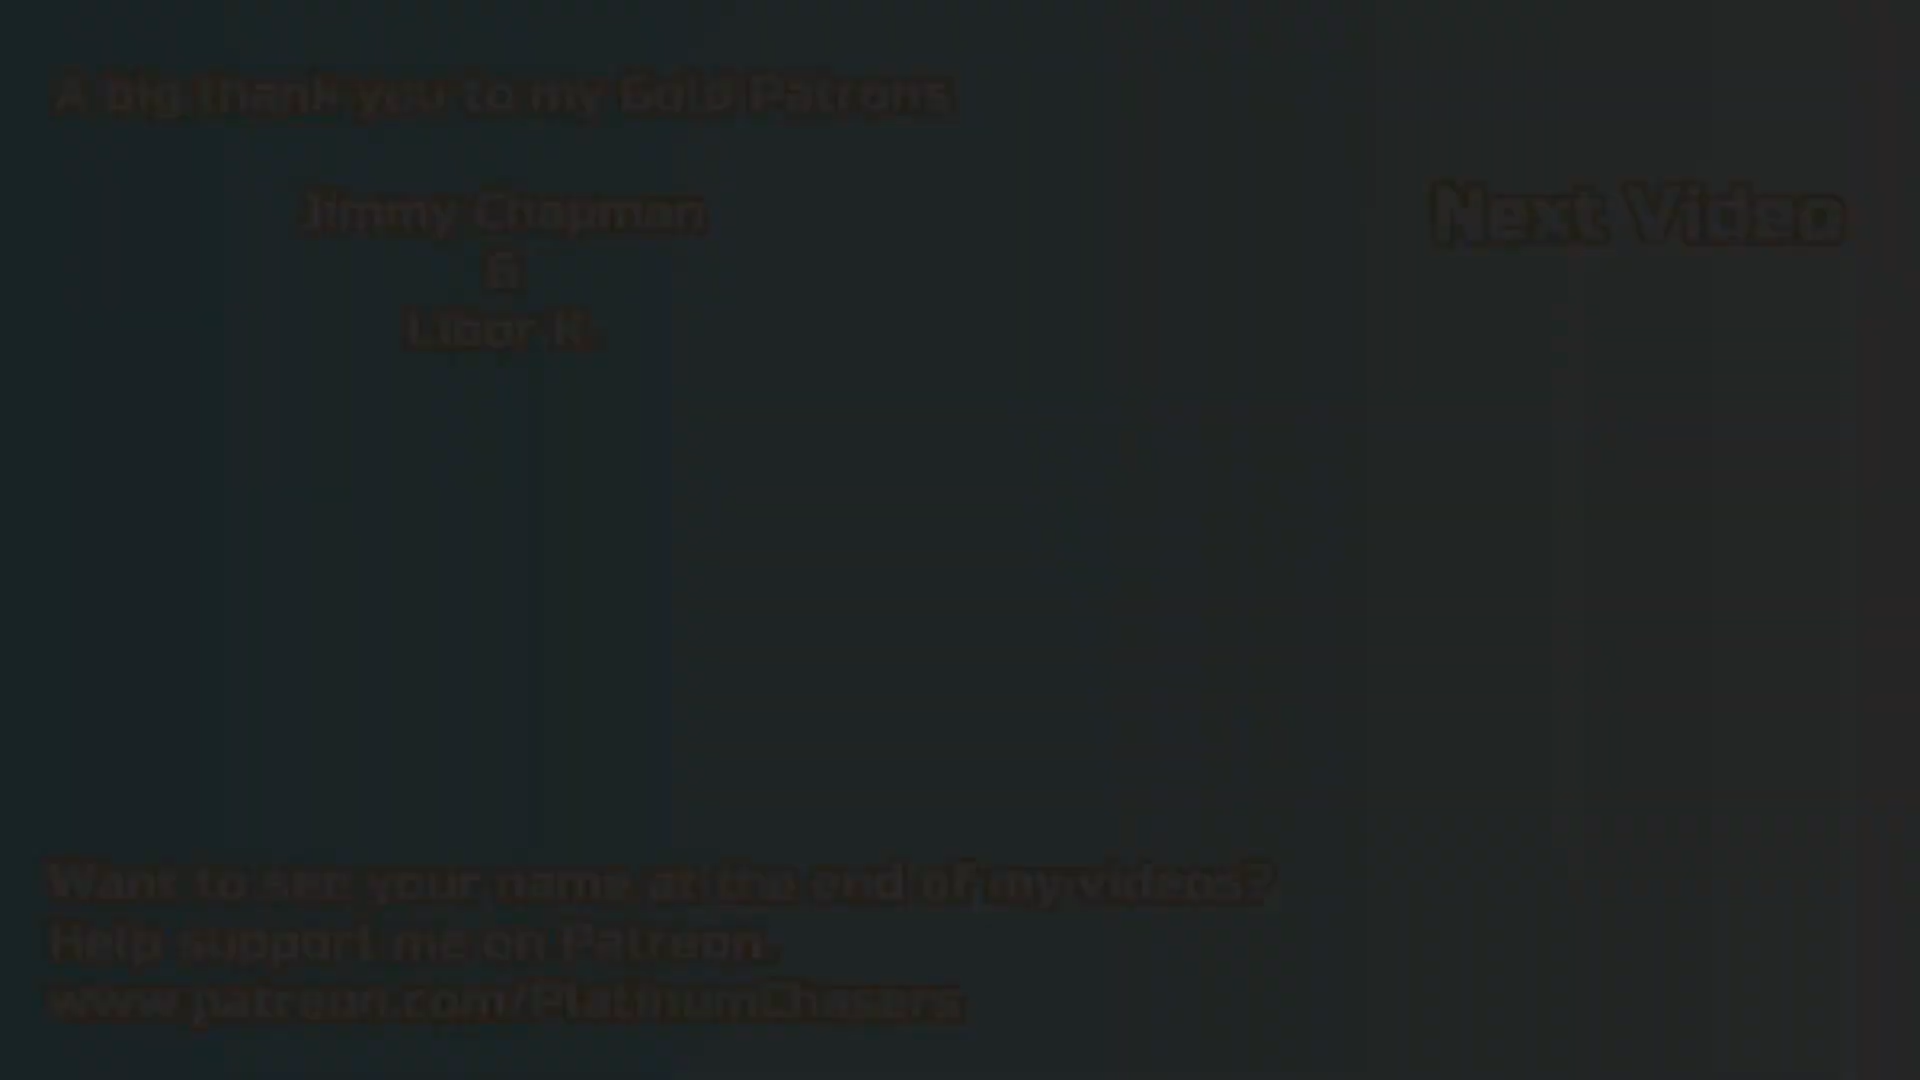 A big thank you to my Gold Patrons
Jimmy Chapman
&
Libor K.
Next Video
Want to see your name at the end of my videos?
Help support me on Patreon.
www.patreon.com/PlatinumChasers